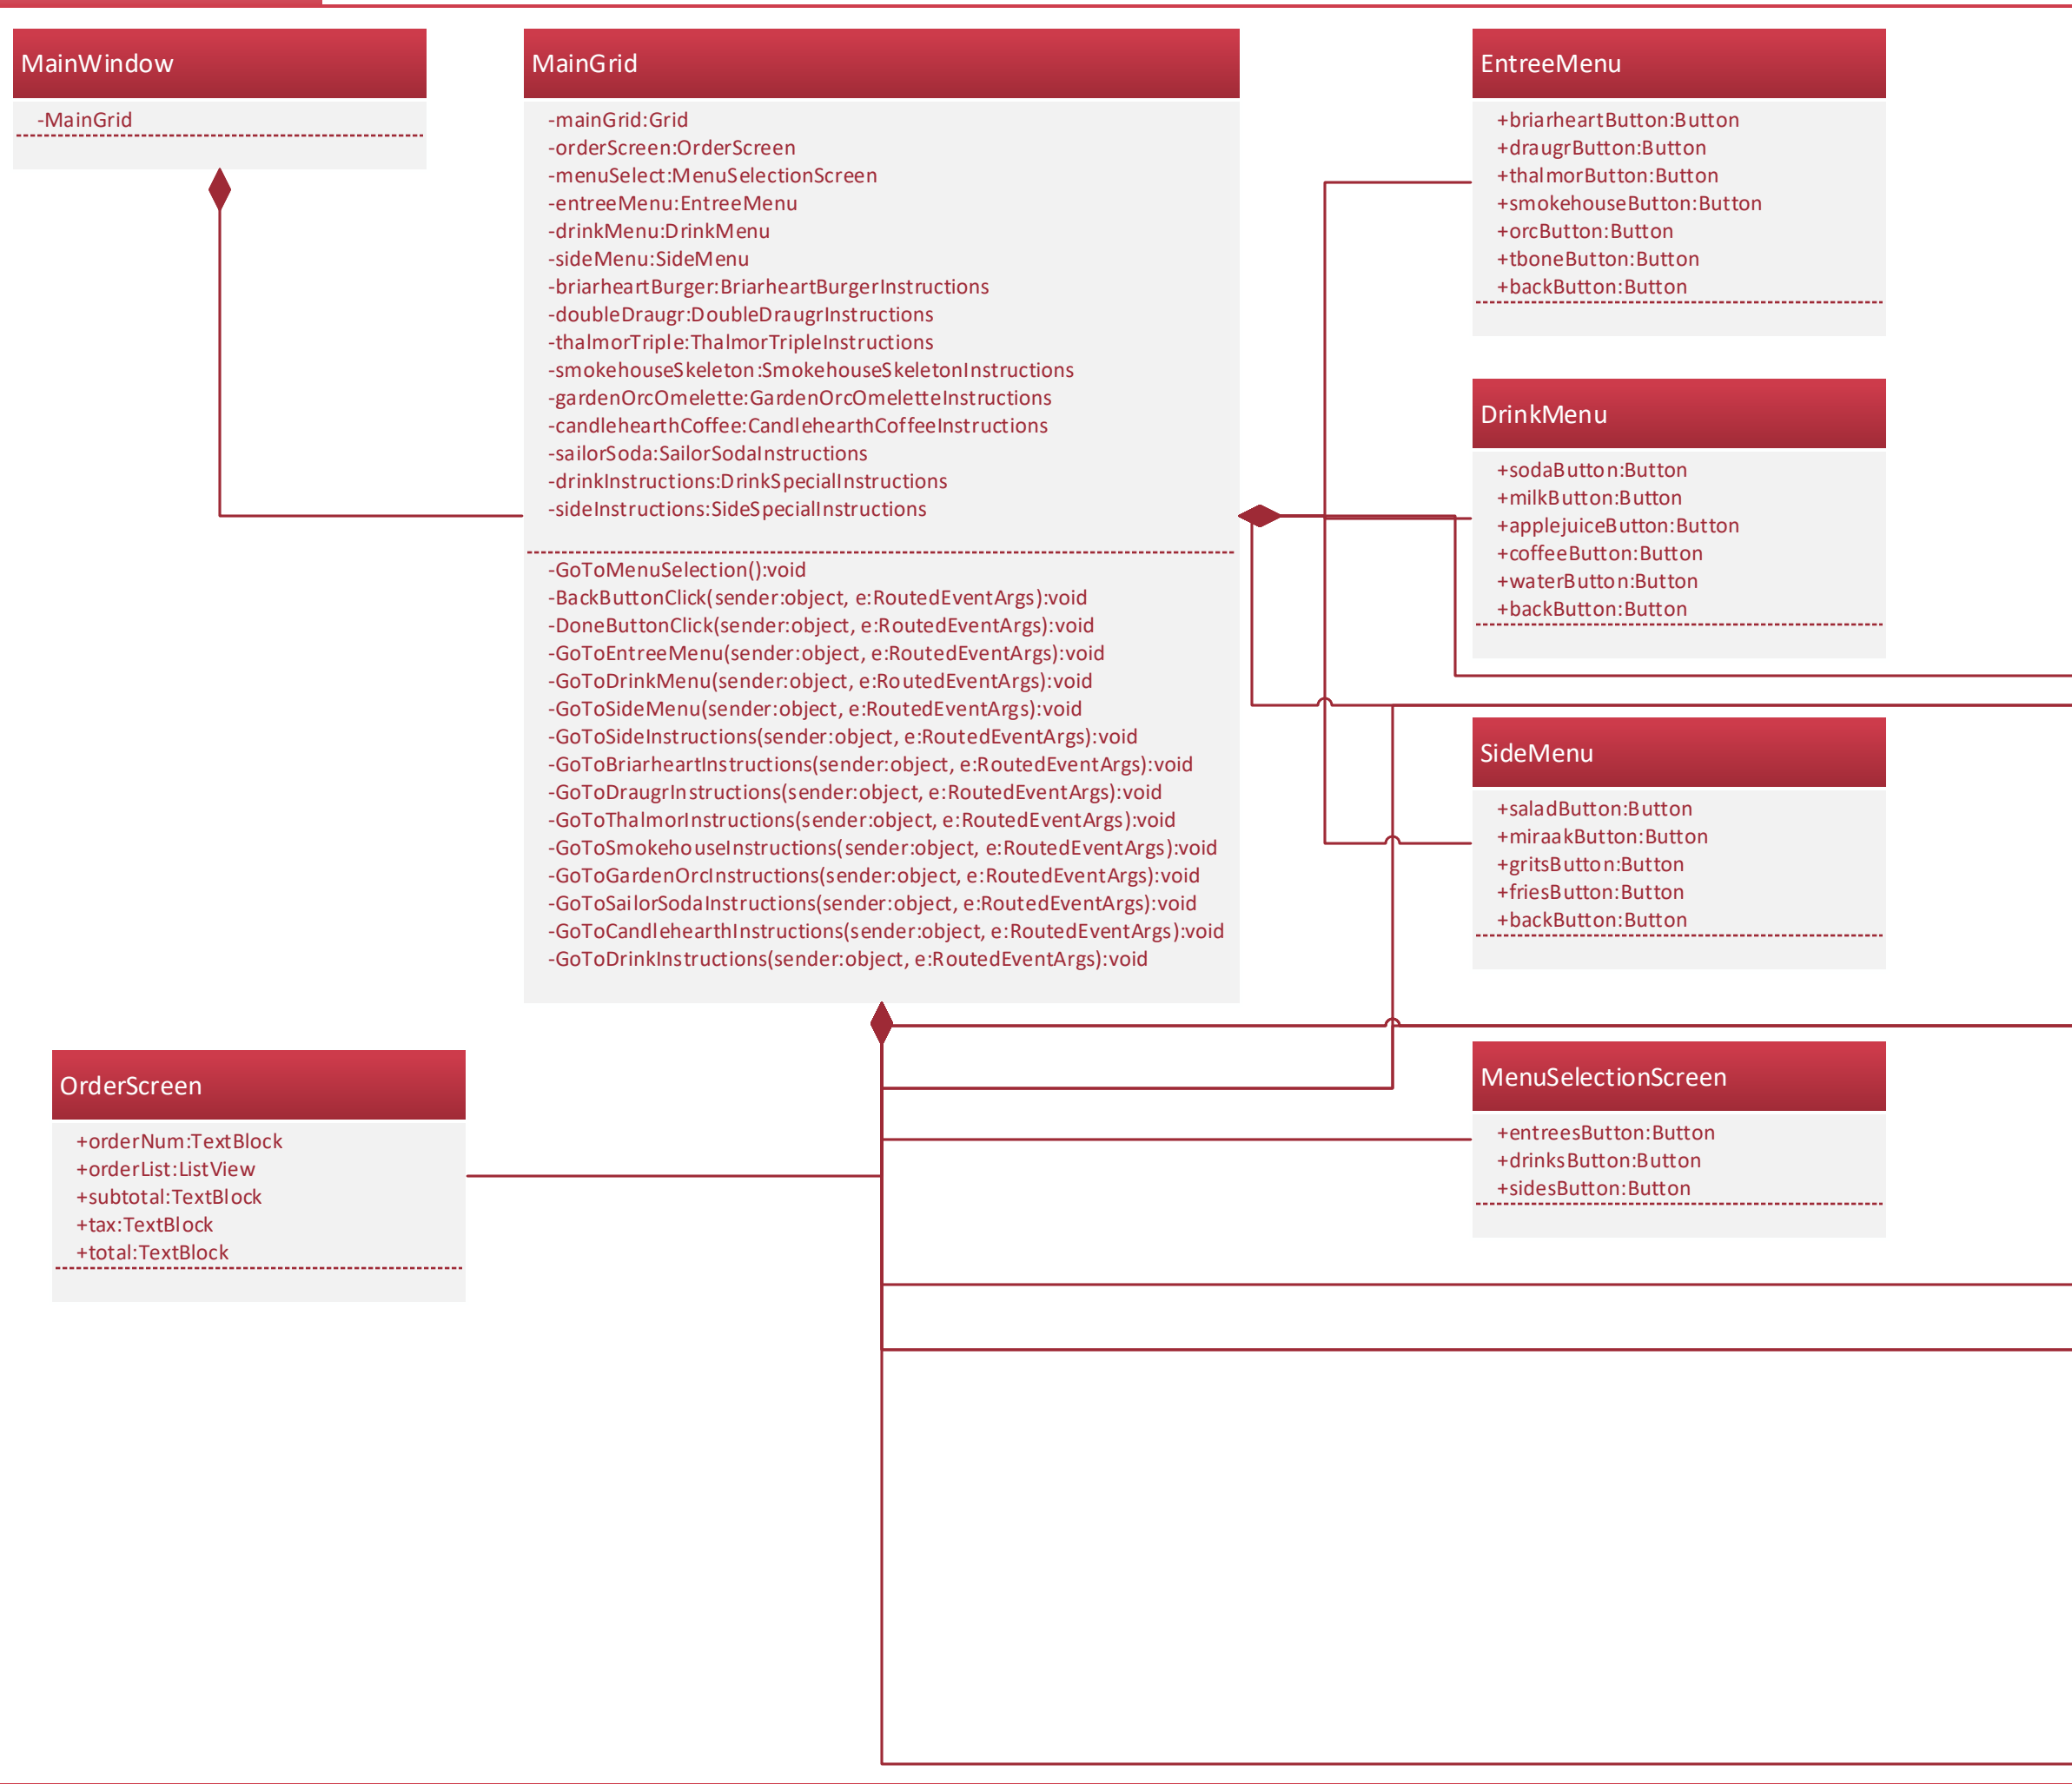 MainWindow
-MainGrid
MainGrid
-mainGrid:Grid
-orderScreen:OrderScreen
-menuSelect:MenuSelectionScreen
-entreeMenu:EntreeMenu
-drinkMenu:DrinkMenu
-sideMenu:SideMenu
-briarheartBurger:BriarheartBurgerInstructions
-doubleDraugr:DoubleDraugrInstructions
-thalmorTriple:ThalmorTripleInstructions
-smokehouseSkeleton:SmokehouseSkeletonInstructions
-gardenOrcOmelette:GardenOrcOmeletteInstructions
-candlehearthCoffee:CandlehearthCoffeeInstructions
-sailorSoda:SailorSodaInstructions
-drinkInstructions:DrinkSpecialInstructions
-sideInstructions:SideSpecialInstructions
-GoToMenuSelection():void
-BackButtonClick(sender:object, e:RoutedEventArgs):void
-DoneButtonClick(sender:object, e:RoutedEventArgs):void
-GoToEntreeMenu(sender:object, e:RoutedEventArgs):void
-GoToDrinkMenu(sender:object, e:RoutedEventArgs):void
-GoToSideMenu(sender:object, e:RoutedEventArgs):void
-GoToSideInstructions(sender:object, e:RoutedEventArgs):void
-GoToBriarheartInstructions(sender:object, e:RoutedEventArgs):void
-GoToDraugrInstructions(sender:object, e:RoutedEventArgs):void
-GoToThalmorInstructions(sender:object, e:RoutedEventArgs):void
-GoToSmokehouseInstructions(sender:object, e:RoutedEventArgs):void
-GoToGardenOrcInstructions(sender:object, e:RoutedEventArgs):void
-GoToSailorSodaInstructions(sender:object, e:RoutedEventArgs):void
-GoToCandlehearthInstructions(sender:object, e:RoutedEventArgs):void
-GoToDrinkInstructions(sender:object, e:RoutedEventArgs):void
EntreeMenu
+briarheartButton:Button
+draugrButton:Button
+thalmorButton:Button
+smokehouseButton:Button
+orcButton:Button
+tboneButton:Button
+backButton:Button
DrinkMenu
+sodaButton:Button
+milkButton:Button
+applejuiceButton:Button
+coffeeButton:Button
+waterButton:Button
+backButton:Button
SideMenu
+saladButton:Button
+miraakButton:Button
+gritsButton:Button
+friesButton:Button
+backButton:Button
OrderScreen
+orderNum:TextBlock
+orderList:ListView
+subtotal:TextBlock
+tax:TextBlock
+total:TextBlock
MenuSelectionScreen
+entreesButton:Button
+drinksButton:Button
+sidesButton:Button